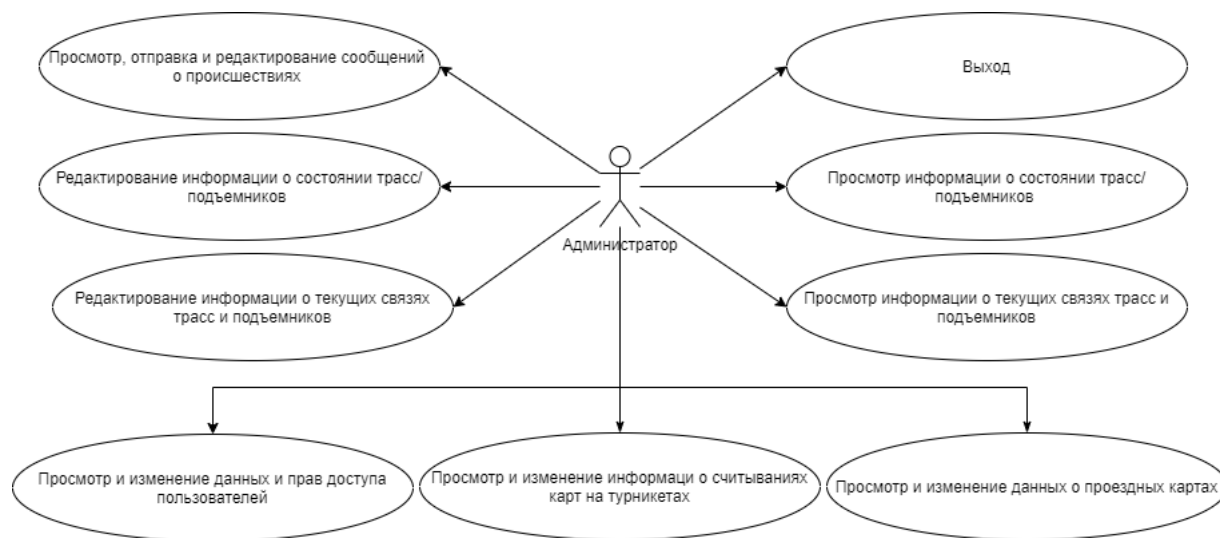 Просмотр, отправка и редактирование сообщений
о происшествиях
Выход
Редактирование информации о состоянии трасс/
подъемников
Просмотр информации о состоянии трасс/
подъемников
Администратор
Редактирование информации о текущих связях
трасс и подъемников
Просмотр информации о текущих связях трасс и
подъемников
Просмотр и изменение данных и прав доступа
пользователей
Просмотр и изменение информаци о считываниях
карт на турникетах
Просмотр и изменение данных о проездных картах